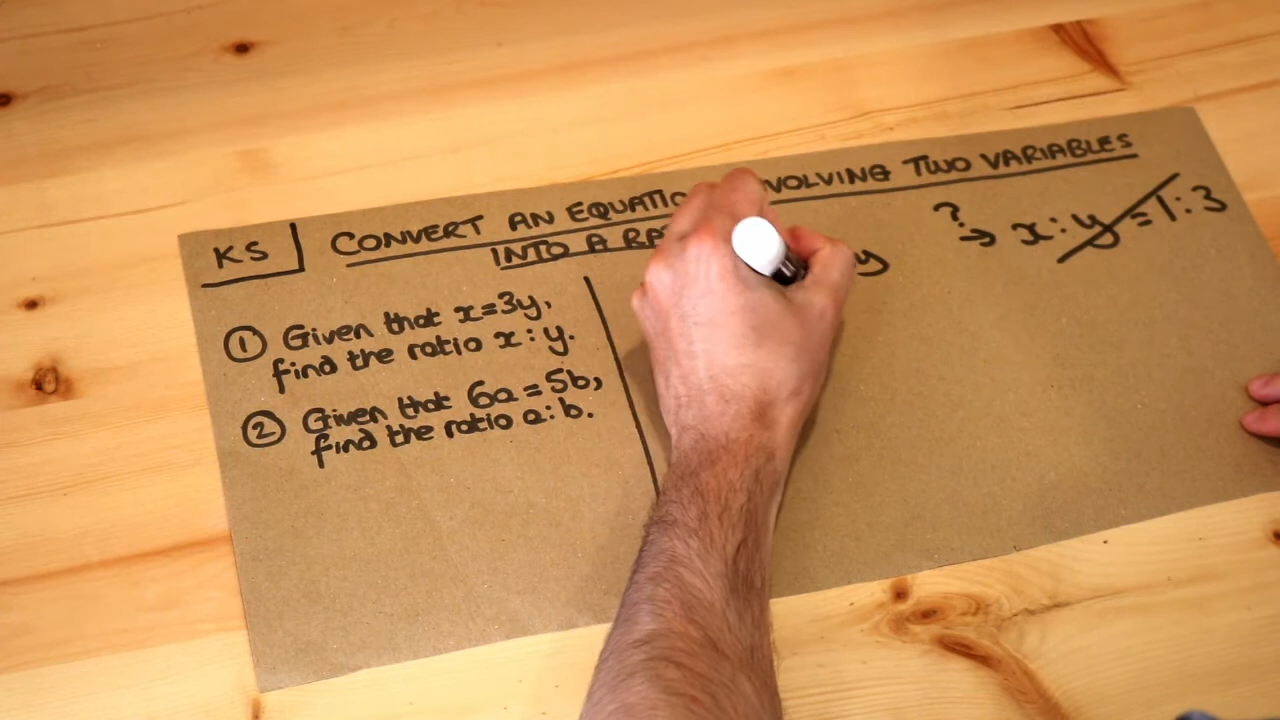 KS
CONVERT AN EQUATIO VOLVING TWO VARIABLES
INTO A RA
① Given that x=3y,
find the ratio x:y.
② Given that 6a=5b,
find the ratio a:b.
y
?
→ x:y=1:3